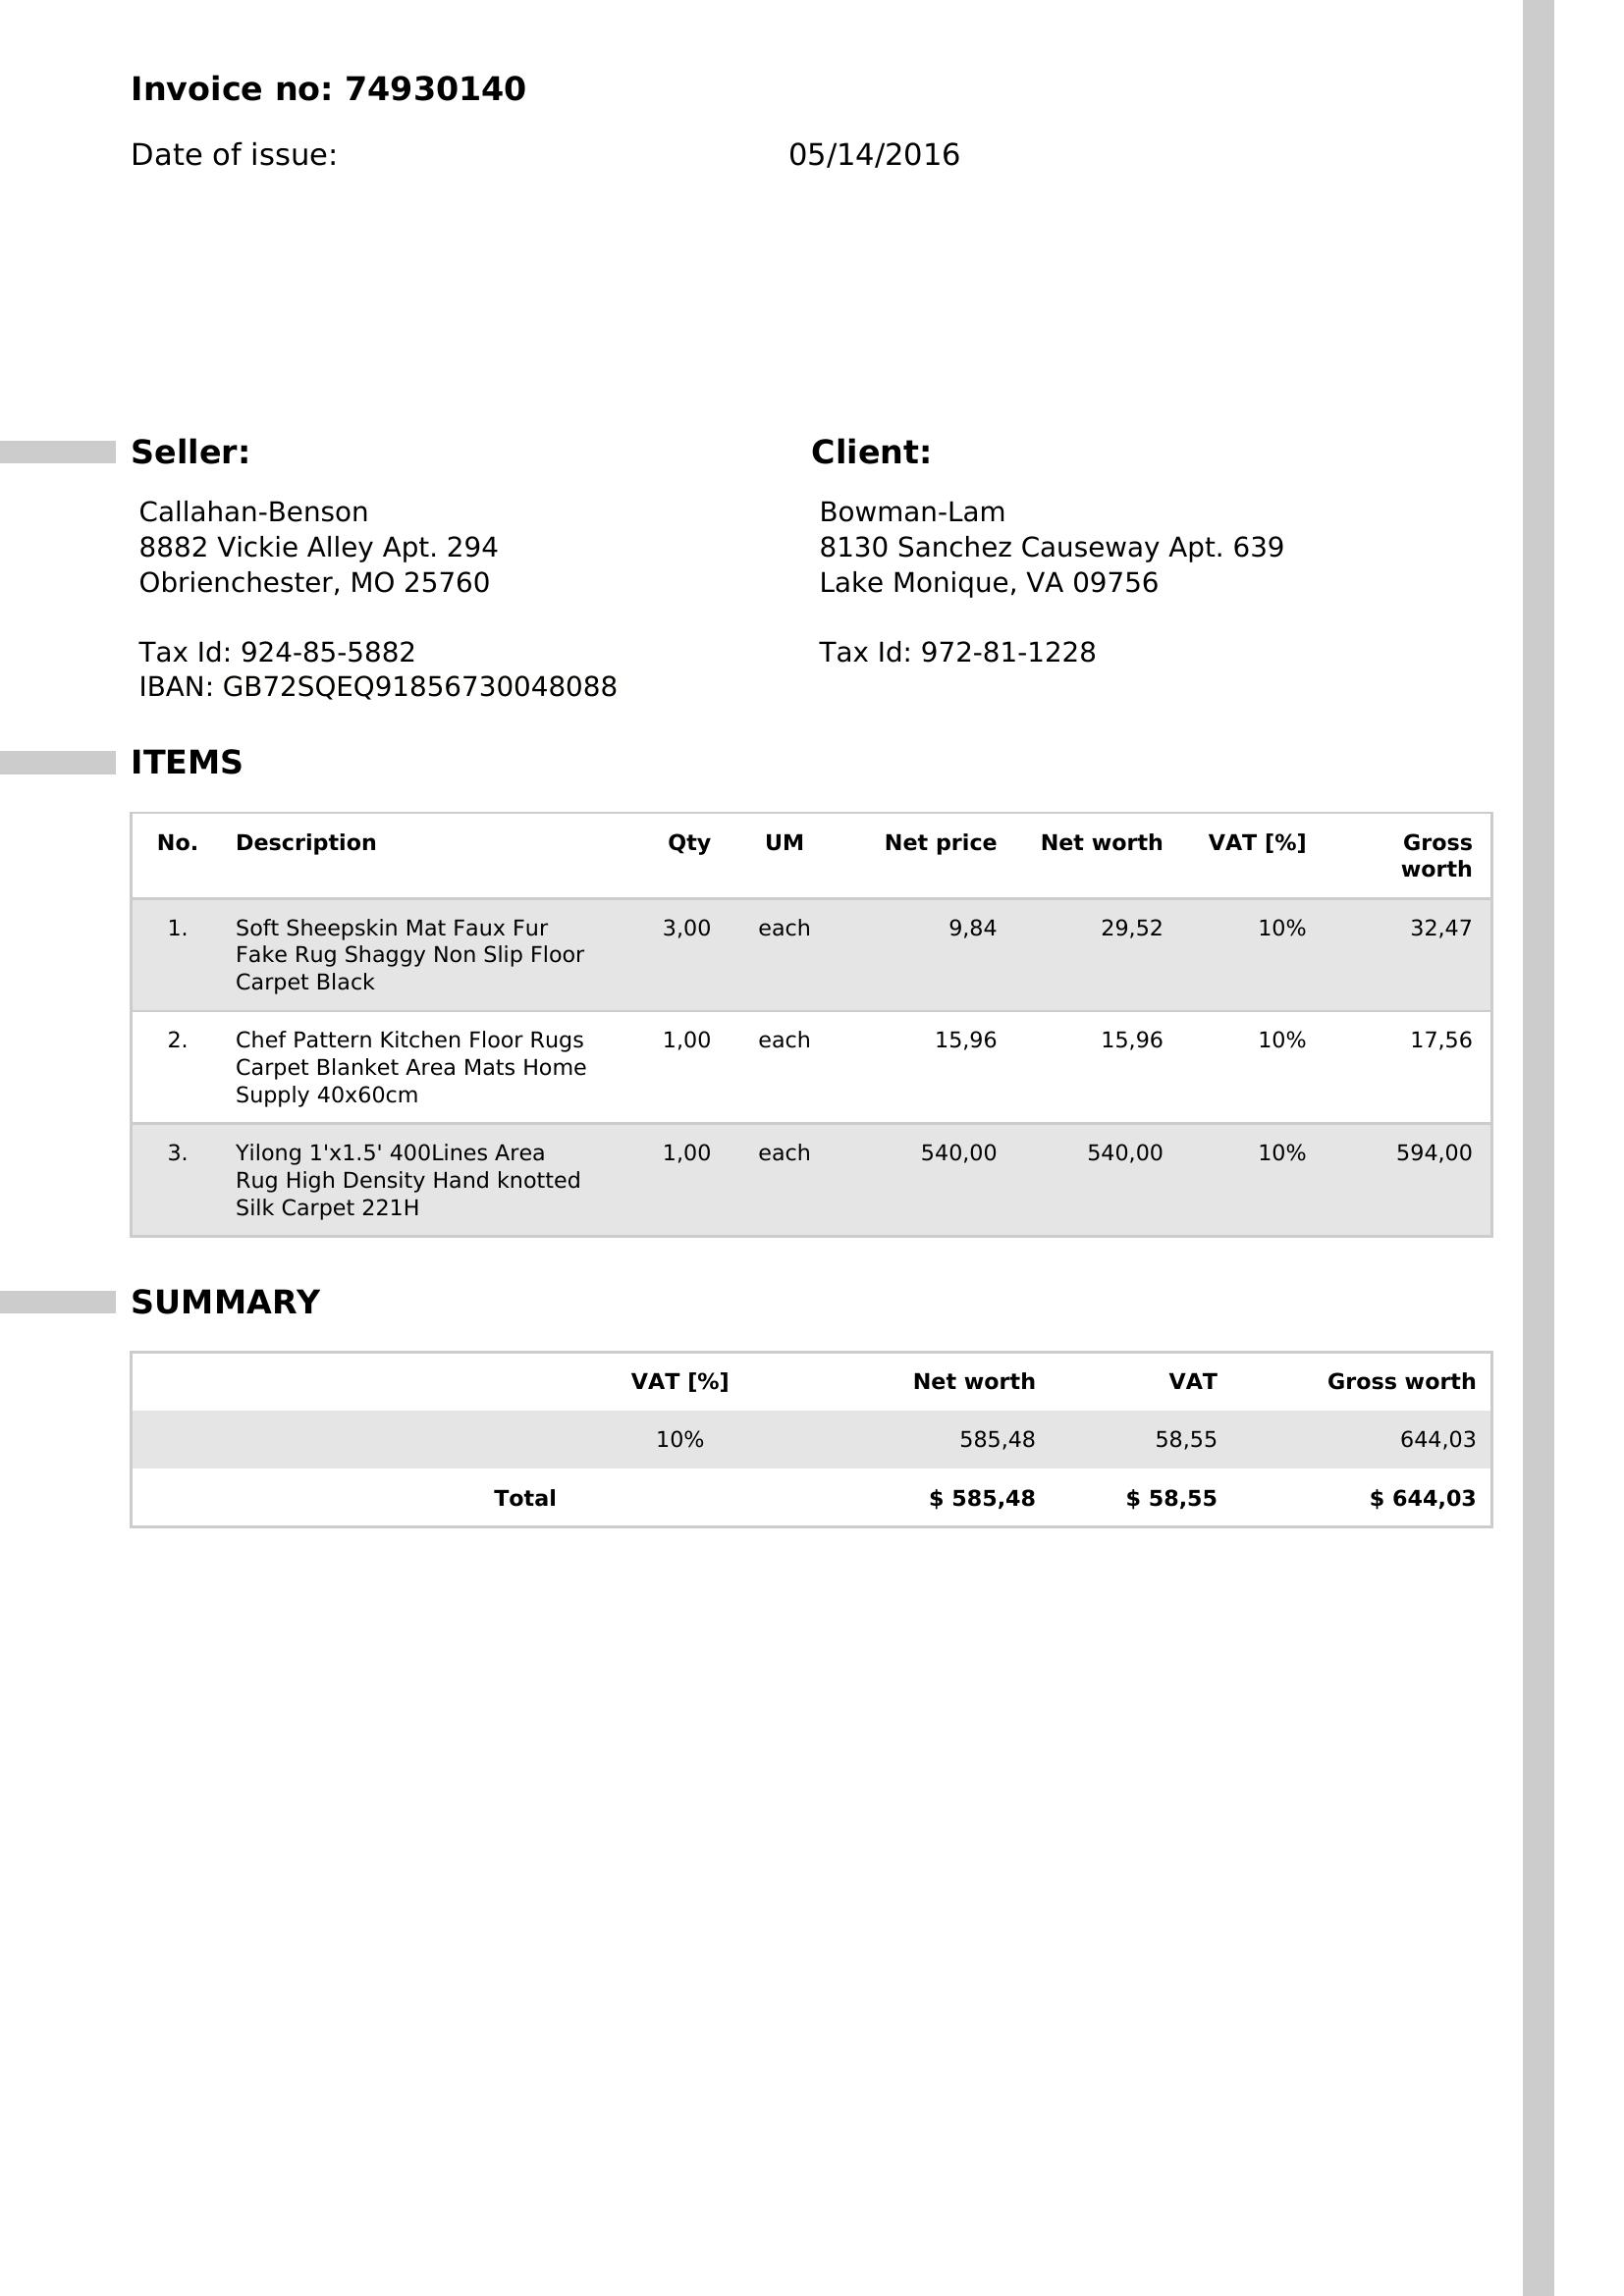 Invoice no: 74930140
Date of issue: 05/14/2016
Seller:
Callahan-Benson
8882 Vickie Alley Apt. 294
Obrienchester, MO 25760
Tax Id: 924-85-5882
IBAN: GB72SQEQ91856730048088
Client:
Bowman-Lam
8130 Sanchez Causeway Apt. 639
Lake Monique, VA 09756
Tax Id: 972-81-1228
ITEMS
No. Description Qty UM Net price Net worth VAT [%] Gross
worth
1. Soft Sheepskin Mat Faux Fur 3,00 each 9,84 29,52 10% 32,47
Fake Rug Shaggy Non Slip Floor
Carpet Black
2. Chef Pattern Kitchen Floor Rugs 1,00 each 15,96 15,96 10% 17,56
Carpet Blanket Area Mats Home
Supply 40x60cm
3. Yilong 1'x1.5' 400Lines Area 1,00 each 540,00 540,00 10% 594,00
Rug High Density Hand knotted
Silk Carpet 221H
SUMMARY
VAT [%] Net worth VAT Gross worth
10% 585,48 58,55 644,03
Total $ 585,48 $ 58,55 $ 644,03